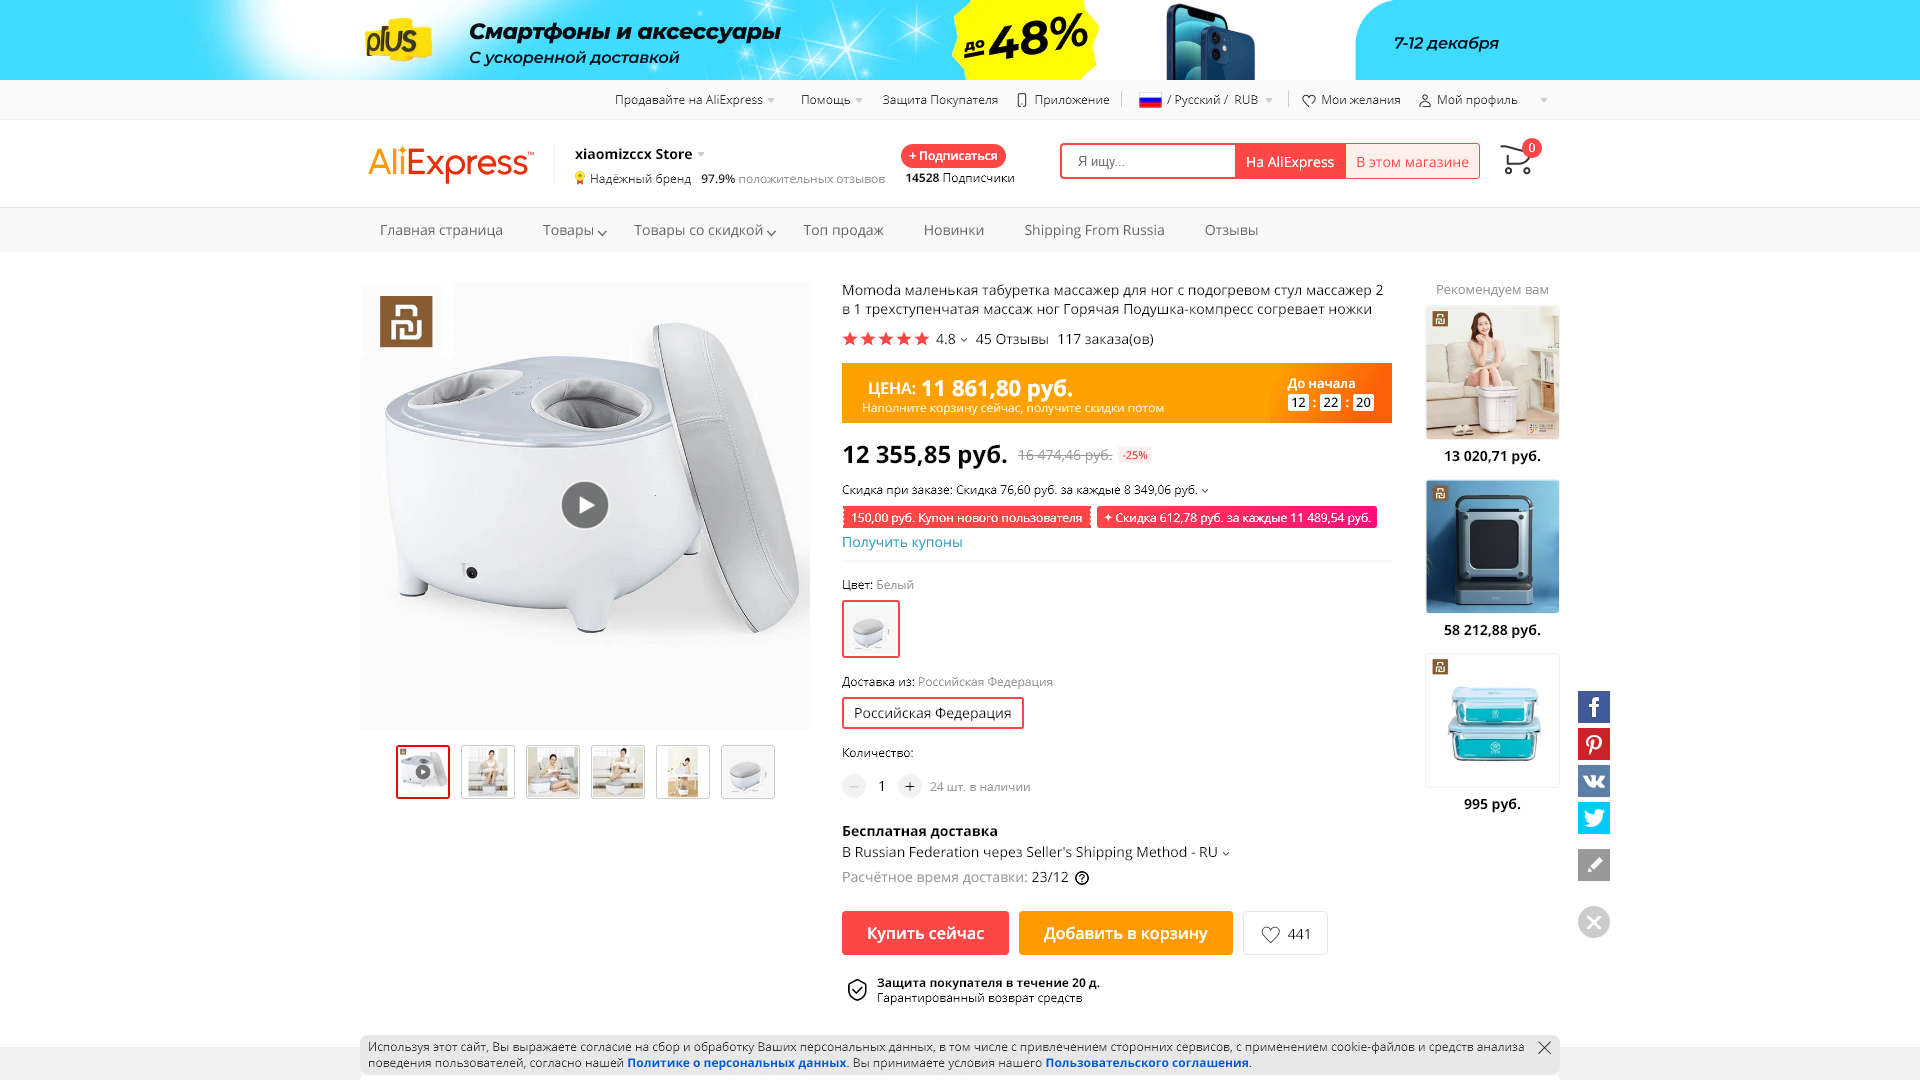 plus
Смартфоны и аксессуары
С ускоренной доставкой
до 48%
7-12 декабря
Продавайте на AliExpress
Помощь
Защита Покупателя
Приложение
/ Русский / RUB
Мои желания
Мой профиль
AliExpress™
xiaomizccx Store
Надёжный бренд 97.9% положительных отзывов
+ Подписаться
14528 Подписчики
Я ищу...
На AliExpress
В этом магазине
0
Главная страница
Товары
Товары со скидкой
Топ продаж
Новинки
Shipping From Russia
Отзывы
Momoda маленькая табуретка массажер для ног с подогревом стул массажер 2
в 1 трехступенчатая массаж ног Горячая Подушка-компресс согревает ножки
4.8 45 Отзывы 117 заказа(ов)
ЦЕНА: 11 861,80 руб.
Наполните корзину сейчас, получите скидки потом
До начала
12 : 22 : 20
12 355,85 руб. 16 474,46 руб. -25%
Скидка при заказе: Скидка 76,60 руб. за каждые 8 349,06 руб.
150,00 руб. Купон нового пользователя
Скидка 612,78 руб. за каждые 11 489,54 руб.
Получить купоны
Цвет: Белый
Доставка из: Российская Федерация
Российская Федерация
Количество:
1 + 24 шт. в наличии
Бесплатная доставка
В Russian Federation через Seller's Shipping Method - RU
Расчётное время доставки: 23/12
Купить сейчас
Добавить в корзину
441
Защита покупателя в течение 20 д.
Гарантированный возврат средств
Рекомендуем вам
13 020,71 руб.
58 212,88 руб.
995 руб.
Используя этот сайт, Вы выражаете согласие на сбор и обработку Ваших персональных данных, в том числе с привлечением сторонних сервисов, с применением cookie-файлов и средств анализа
поведения пользователей, согласно нашей Политике о персональных данных. Вы принимаете условия нашего Пользовательского соглашения.